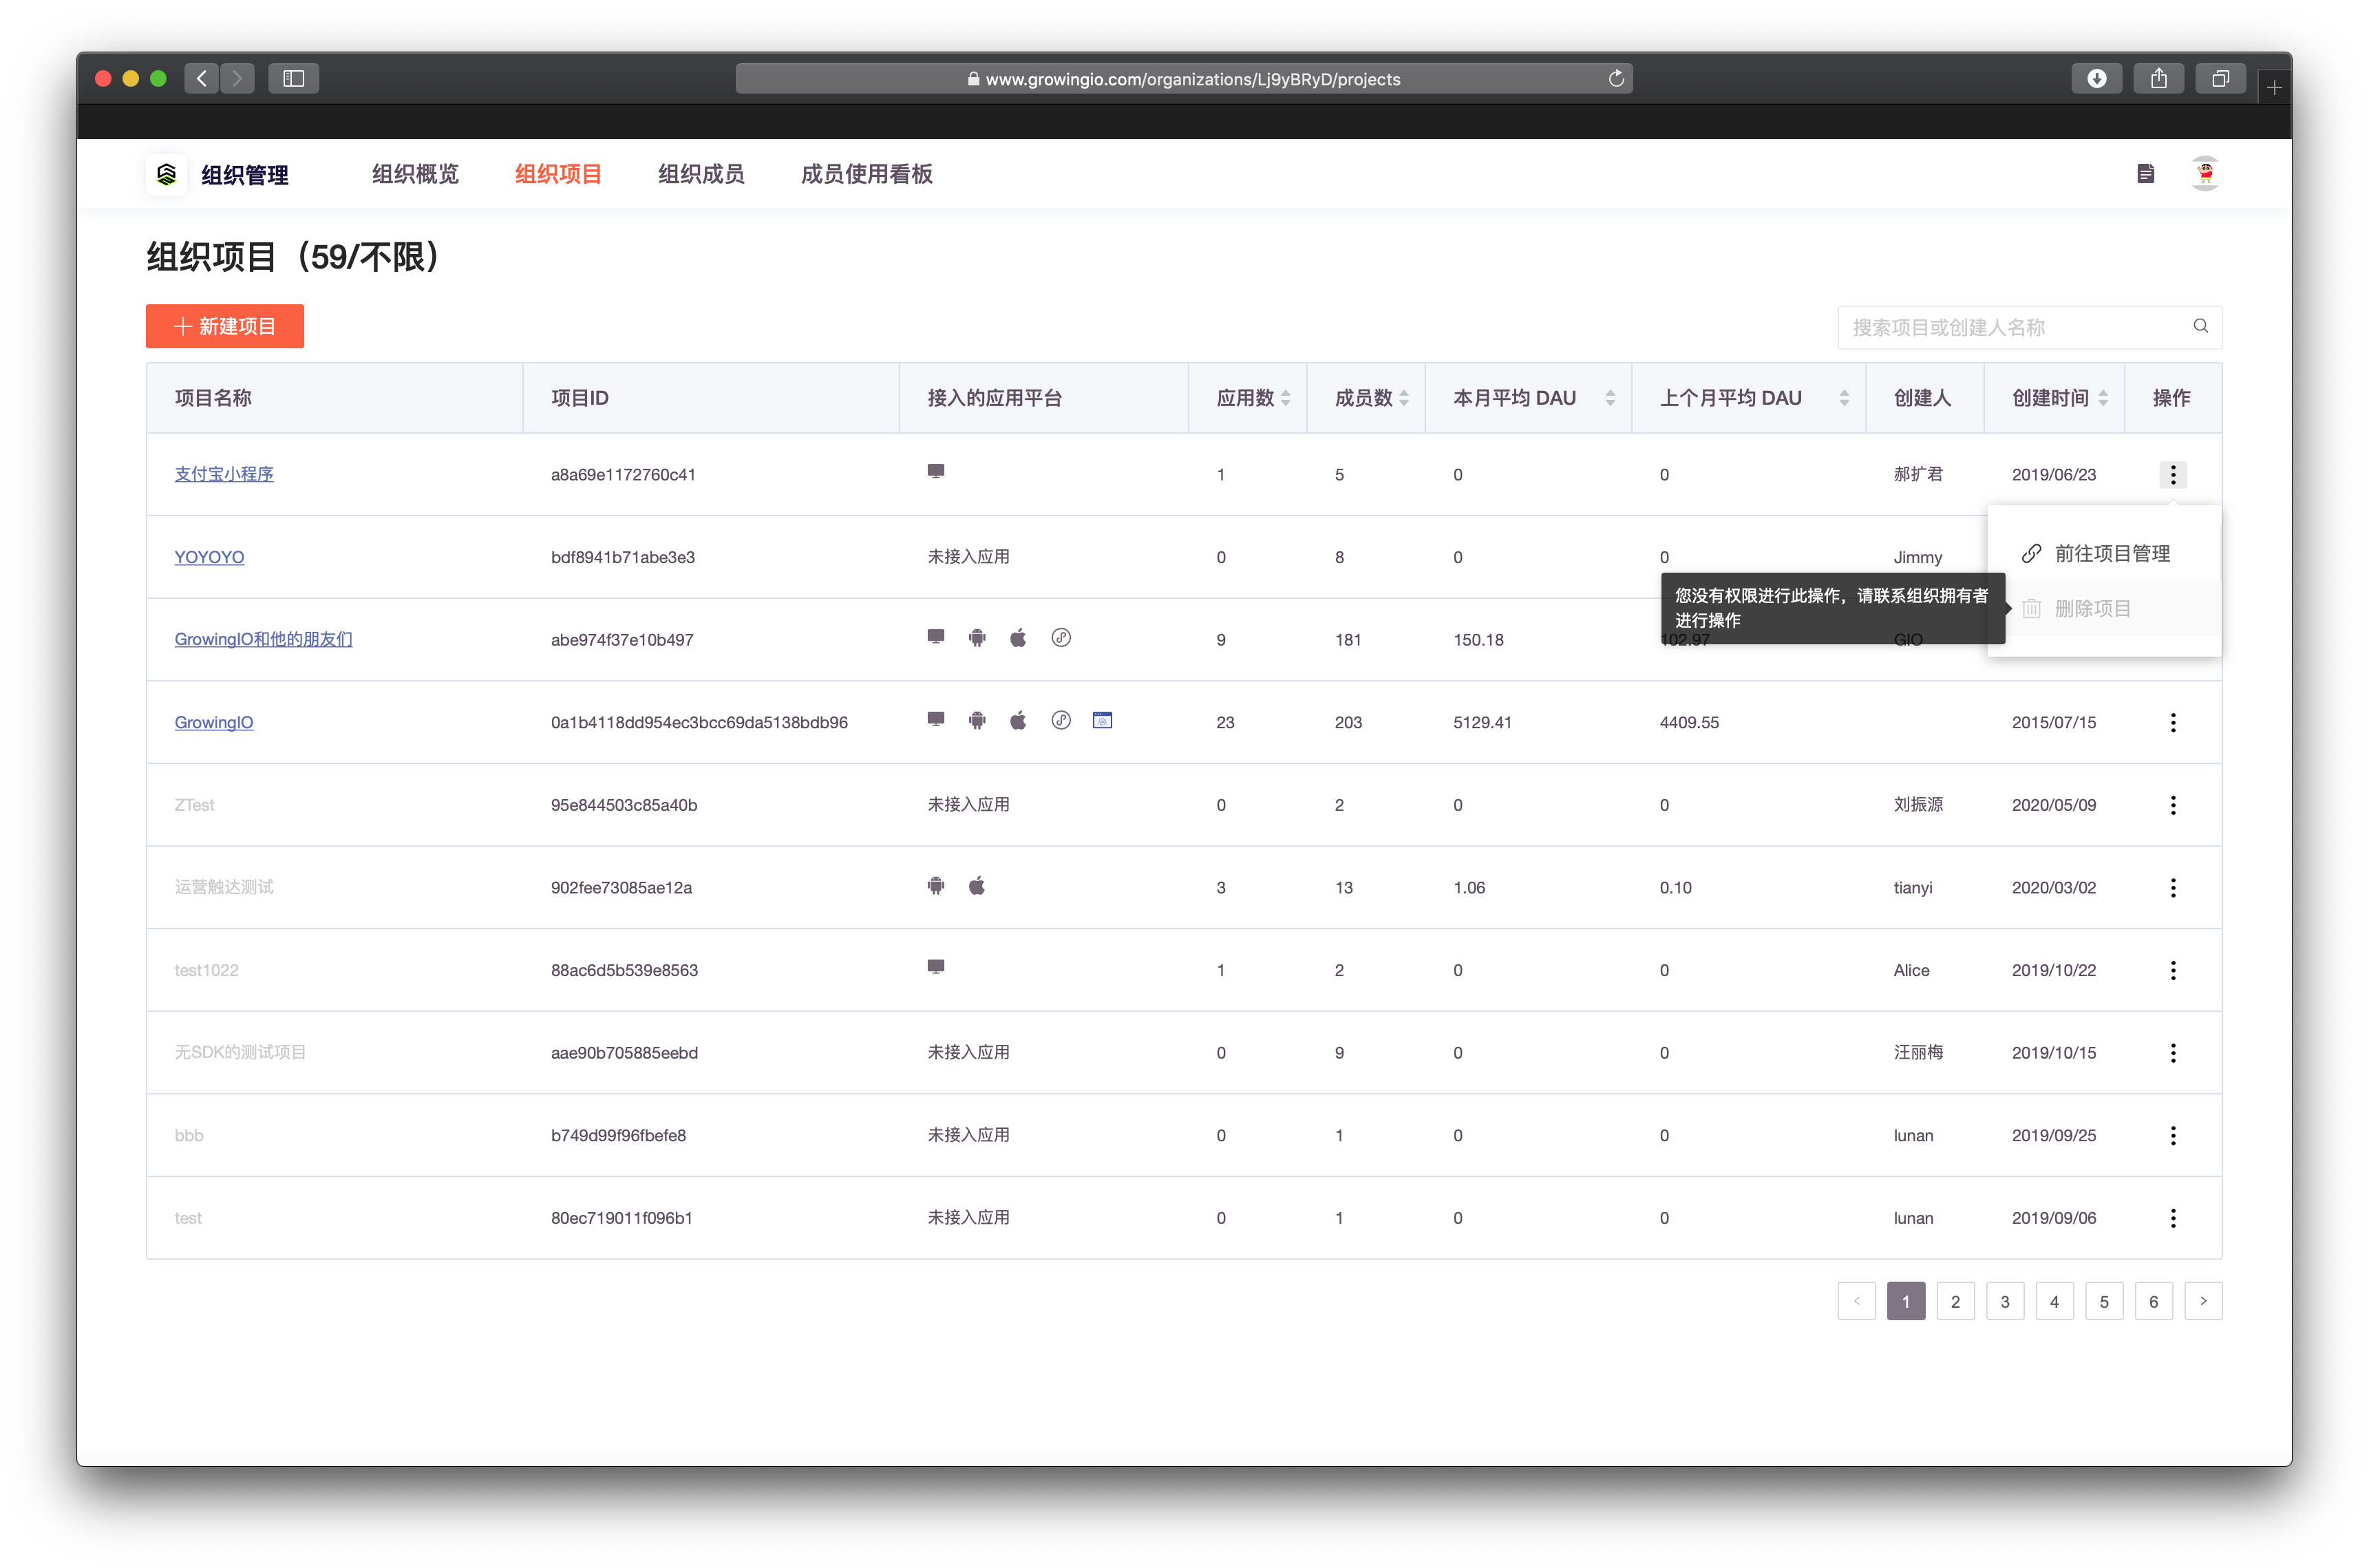 www.growingio.com/organizations/Lj9yBRyD/projects
组织管理 组织概览 组织项目 组织成员 成员使用看板
组织项目（59/不限）
新建项目 搜索项目或创建人名称
项目名称 项目ID 接入的应用平台 应用数 成员数 本月平均 DAU 上个月平均 DAU 创建人 创建时间 操作
支付宝小程序 a8a69e1172760c41 1 5 0 0 郝扩君 2019/06/23
YOYOYO bdf8941b71abe3e3 未接入应用 0 8 0 0 Jimmy
前往项目管理
您没有权限进行此操作，请联系组织拥有者
进行操作
删除项目
GrowingIO和他的朋友们 abe974f37e10b497 9 181 150.18 102.97 GIO
GrowingIO 0a1b4118dd954ec3bcc69da5138bdb96 23 203 5129.41 4409.55 2015/07/15
ZTest 95e844503c85a40b 未接入应用 0 2 0 0 刘振源 2020/05/09
运营触达测试 902fee73085ae12a 3 13 1.06 0.10 tianyi 2020/03/02
test1022 88ac6d5b539e8563 1 2 0 0 Alice 2019/10/22
无SDK的测试项目 aae90b705885eebd 未接入应用 0 9 0 0 汪丽梅 2019/10/15
bbb b749d99f96fbefe8 未接入应用 0 1 0 0 lunan 2019/09/25
test 80ec719011f096b1 未接入应用 0 1 0 0 lunan 2019/09/06
< 1 2 3 4 5 6 >